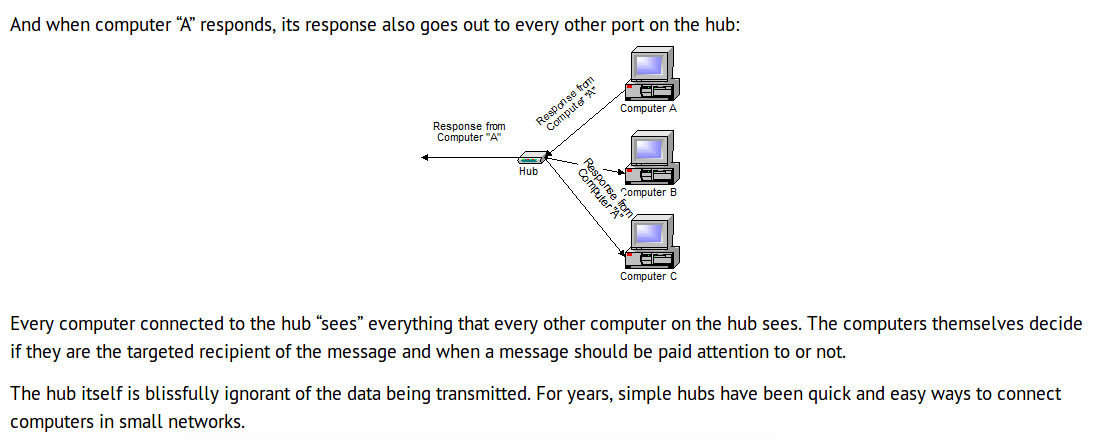 And when computer “A” responds, its response also goes out to every other port on the hub:
Response from
Computer "A"
Computer A
Response from
Computer "A"
Hub
Response from
Computer "A"
Computer B
Computer C
Every computer connected to the hub “sees” everything that every other computer on the hub sees. The computers themselves decide
if they are the targeted recipient of the message and when a message should be paid attention to or not.
The hub itself is blissfully ignorant of the data being transmitted. For years, simple hubs have been quick and easy ways to connect
computers in small networks.